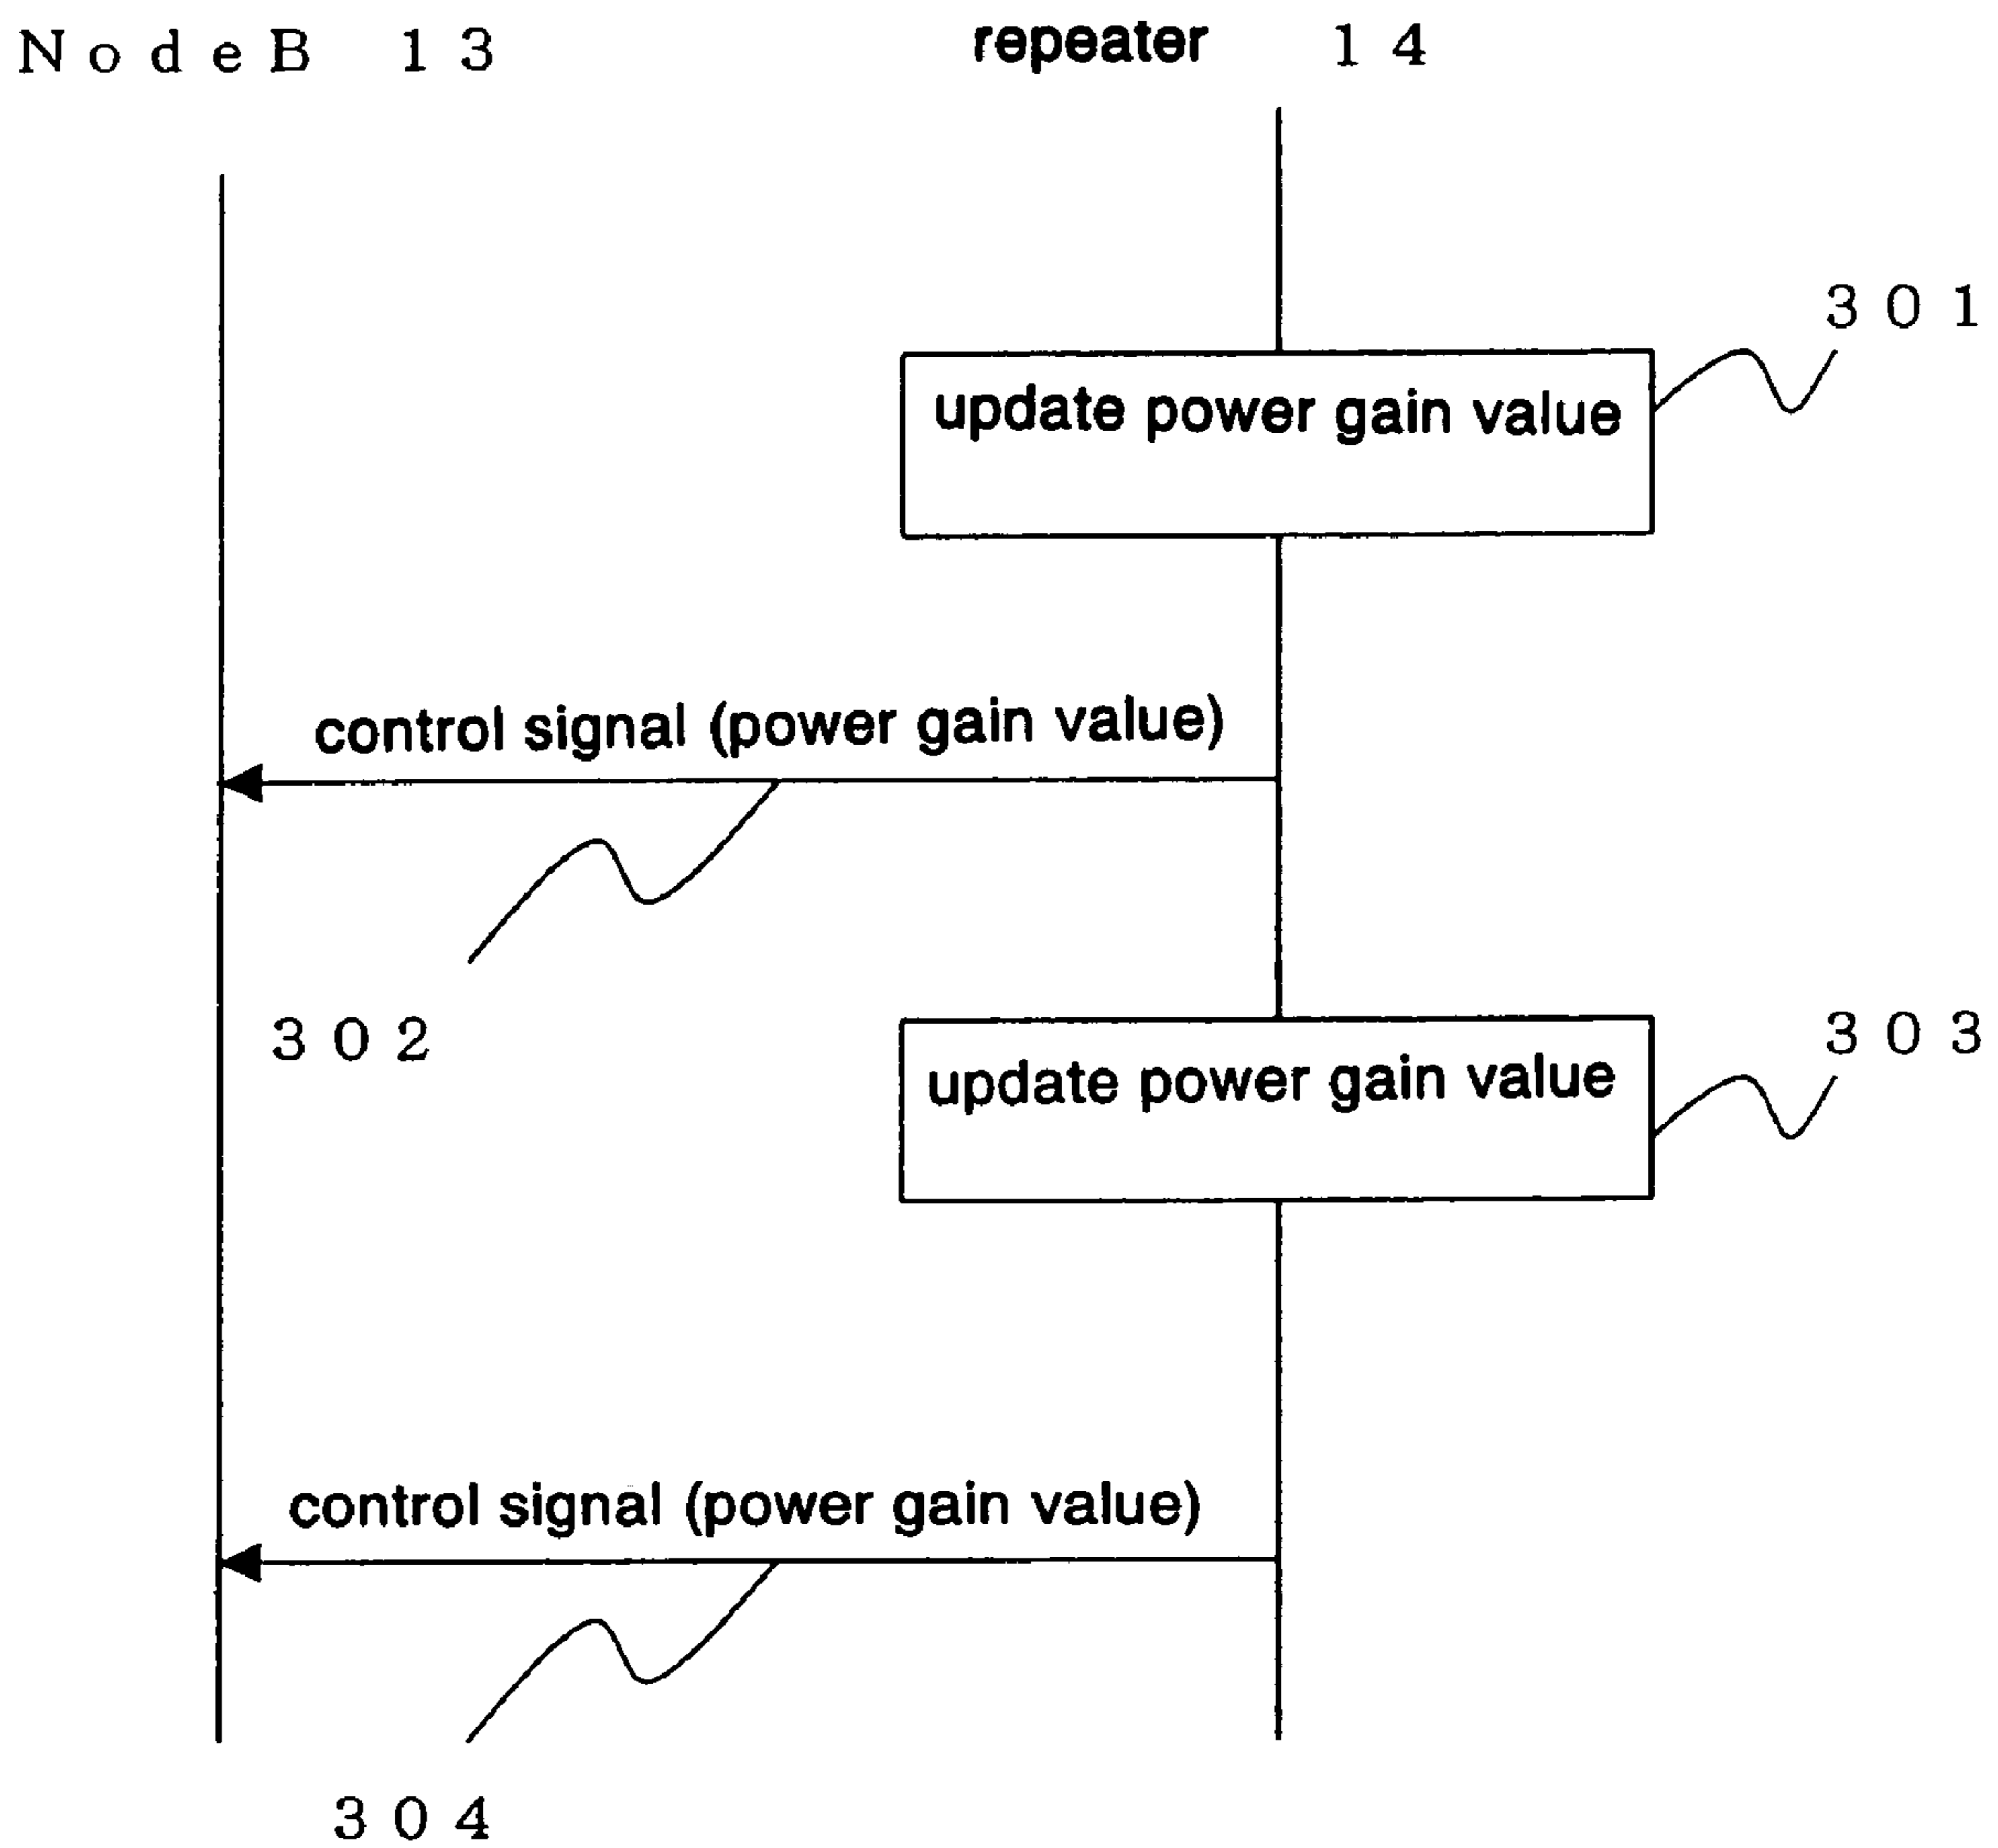 NodeB 13
repeater 14
301
update power gain value
control signal (power gain value)
302
303
update power gain value
control signal (power gain value)
304